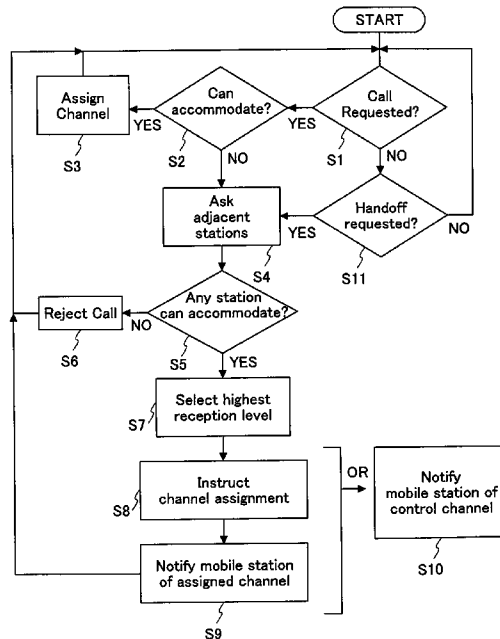 START
Call
Requested?
S1
YES
NO
Can
accommodate?
S2
YES
NO
Assign
Channel
S3
Handoff
requested?
S11
YES
NO
Ask
adjacent
stations
S4
Any station
can accommodate?
S5
NO
YES
Reject Call
S6
Select highest
reception level
S7
Instruct
channel assignment
S8
Notify mobile station
of assigned channel
S9
OR
Notify
mobile station of
control channel
S10